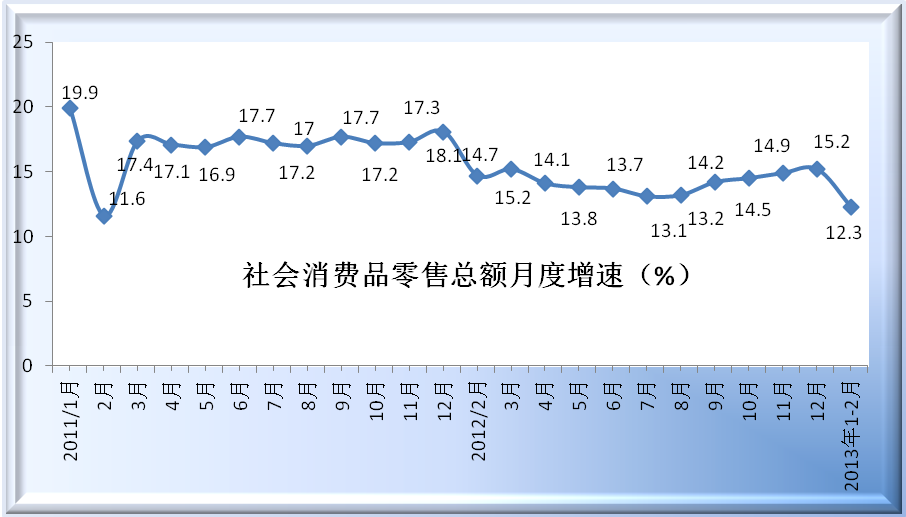 25
20
15
10
5
0
19.9
11.6
17.4
17.1
16.9
17.7
17.2
17
17.7
17.2
17.3
18.1
14.7
15.2
14.1
13.8
13.7
13.1
13.2
14.2
14.5
14.9
15.2
12.3
社会消费品零售总额月度增速（%）
2011/1月
2月
3月
4月
5月
6月
7月
8月
9月
10月
11月
12月
2012/2月
3月
4月
5月
6月
7月
8月
9月
10月
11月
12月
2013年1-2月